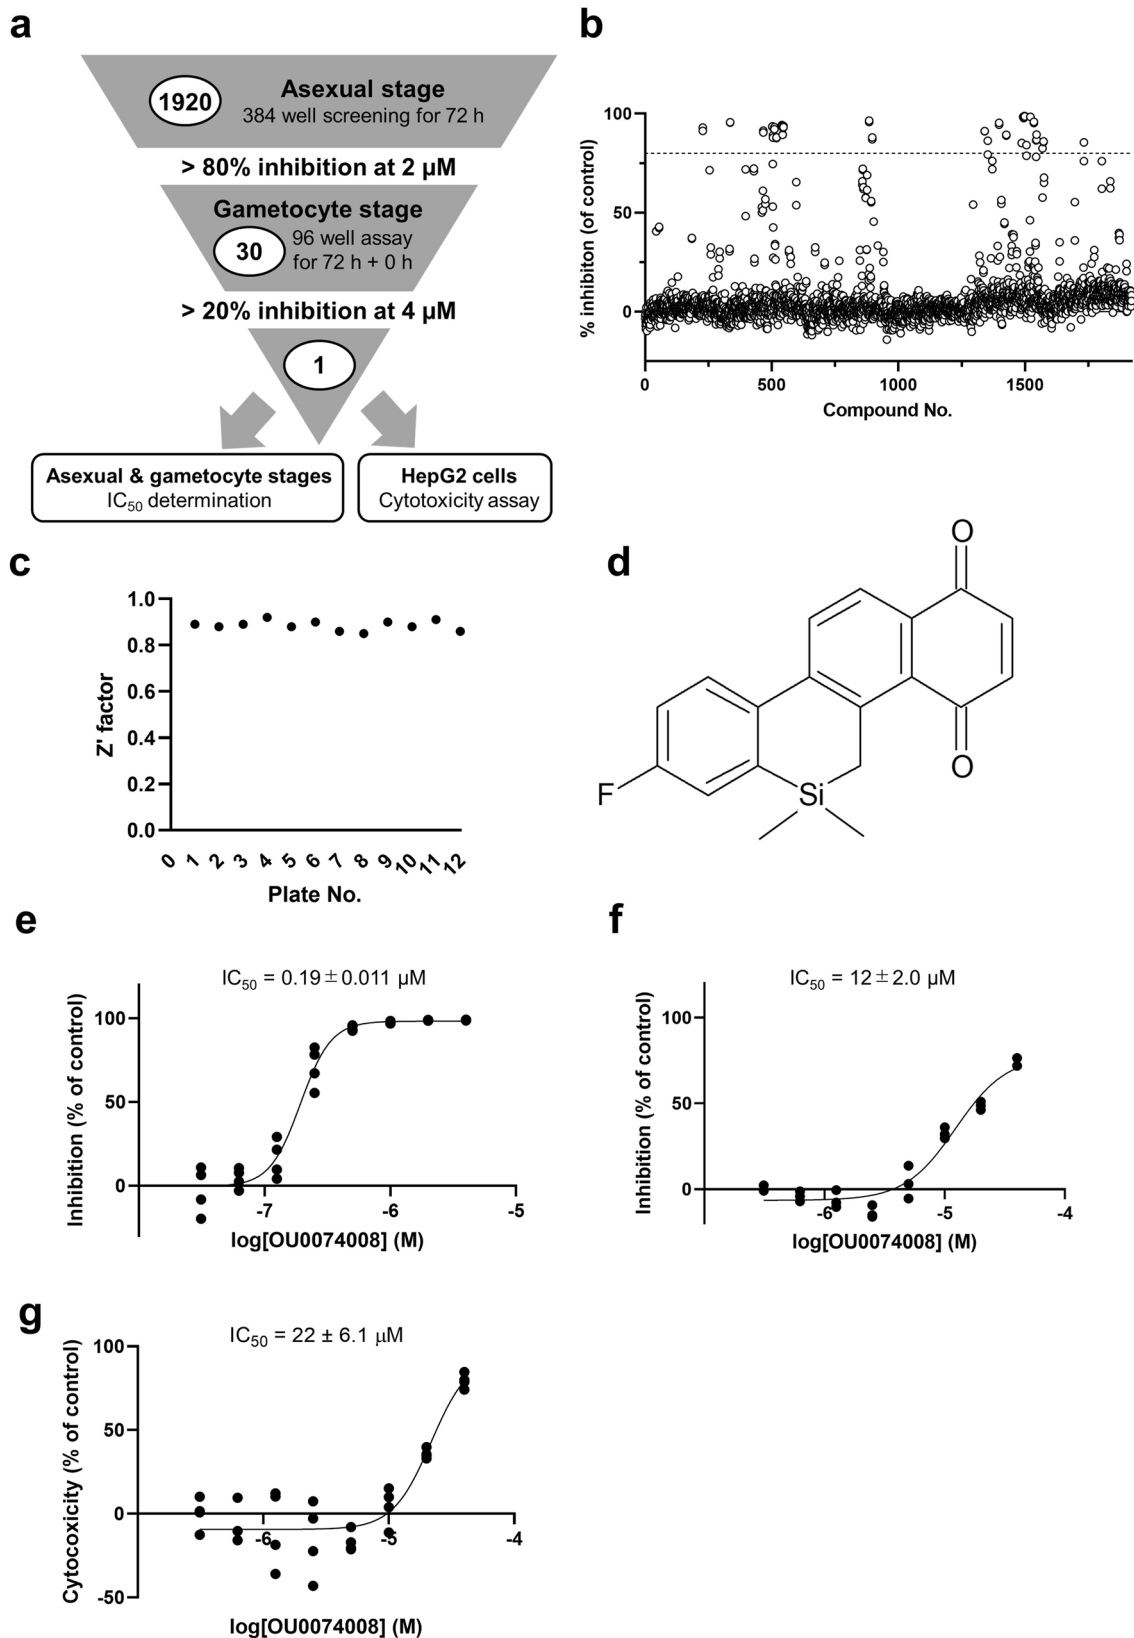 a
1920
Asexual stage
384 well screening for 72 h
> 80% inhibition at 2 µM
Gametocyte stage
30
96 well assay
for 72 h + 0 h
> 20% inhibition at 4 µM
1
Asexual & gametocyte stages
IC50 determination
HepG2 cells
Cytotoxicity assay
b
% inhibiton (of control)
100
50
0
0 500 1000 1500
Compound No.
c
Z' factor
1.0
0.8
0.6
0.4
0.2
0.0
0 1 2 3 4 5 6 7 8 9 10 11 12
Plate No.
d
O
O
F
Si
e
IC50 = 0.19 ± 0.011 µM
Inhibition (% of control)
100
50
0
-7 -6 -5
log[OU0074008] (M)
f
IC50 = 12 ± 2.0 µM
Inhibition (% of control)
100
50
0
-6 -5 -4
log[OU0074008] (M)
g
IC50 = 22 ± 6.1 µM
Cytocoxicity (% of control)
100
50
0
-50
-6 -5 -4
log[OU0074008] (M)